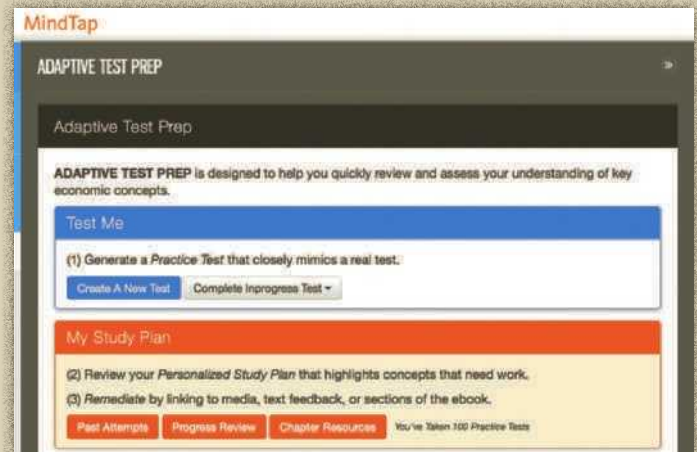 MindTap
ADAPTIVE TEST PREP »
Adaptive Test Prep
ADAPTIVE TEST PREP is designed to help you quickly review and assess your understanding of key
economic concepts.
Test Me
(1) Generate a Practice Test that closely mimics a real test.
Create A New Test Complete Inprogress Test
My Study Plan
(2) Review your Personalized Study Plan that highlights concepts that need work.
(3) Remediate by linking to media, text feedback, or sections of the ebook.
Past Attempts Progress Review Chapter Resources You've Taken 100 Practice Tests